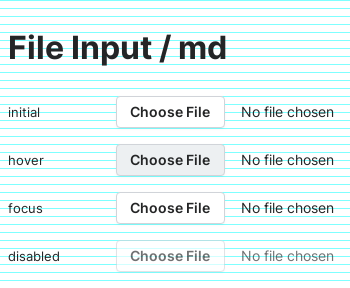 File Input / md
initial Choose File No file chosen
hover Choose File No file chosen
focus Choose File No file chosen
disabled Choose File No file chosen